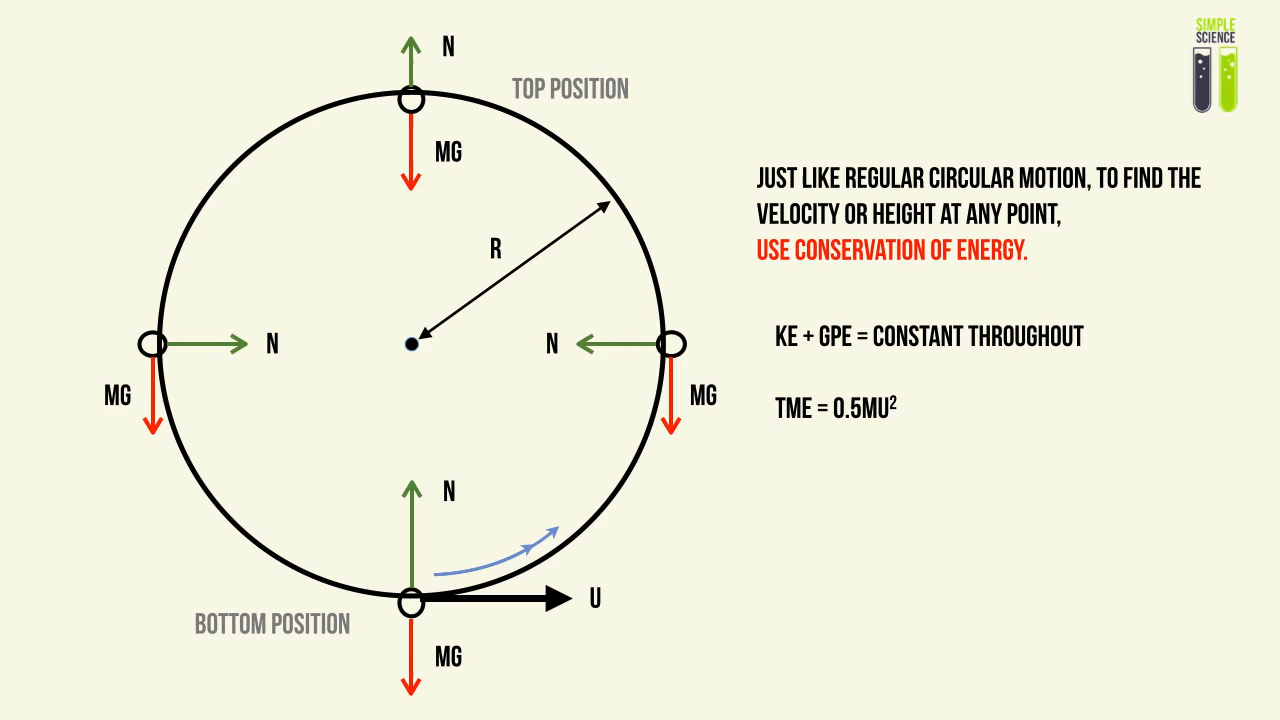 SIMPLE
SCIENCE
N
TOP POSITION
MG
JUST LIKE REGULAR CIRCULAR MOTION, TO FIND THE
VELOCITY OR HEIGHT AT ANY POINT,
USE CONSERVATION OF ENERGY.
R
KE + GPE = CONSTANT THROUGHOUT
N
N
MG
MG
TME = 0.5MU²
N
U
BOTTOM POSITION
MG